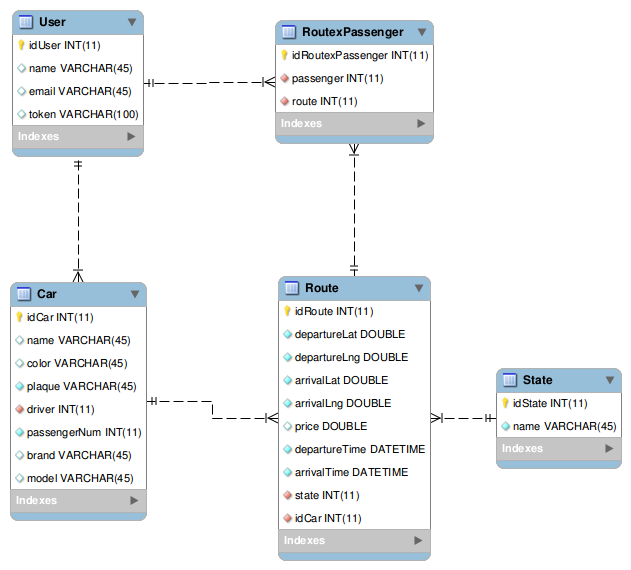 User
idUser INT(11)
name VARCHAR(45)
email VARCHAR(45)
token VARCHAR(100)
Indexes
RoutexPassenger
idRoutexPassenger INT(11)
passenger INT(11)
route INT(11)
Indexes
Car
idCar INT(11)
name VARCHAR(45)
color VARCHAR(45)
plaque VARCHAR(45)
driver INT(11)
passengerNum INT(11)
brand VARCHAR(45)
model VARCHAR(45)
Indexes
Route
idRoute INT(11)
departureLat DOUBLE
departureLng DOUBLE
arrivalLat DOUBLE
arrivalLng DOUBLE
price DOUBLE
departureTime DATETIME
arrivalTime DATETIME
state INT(11)
idCar INT(11)
Indexes
State
idState INT(11)
name VARCHAR(45)
Indexes